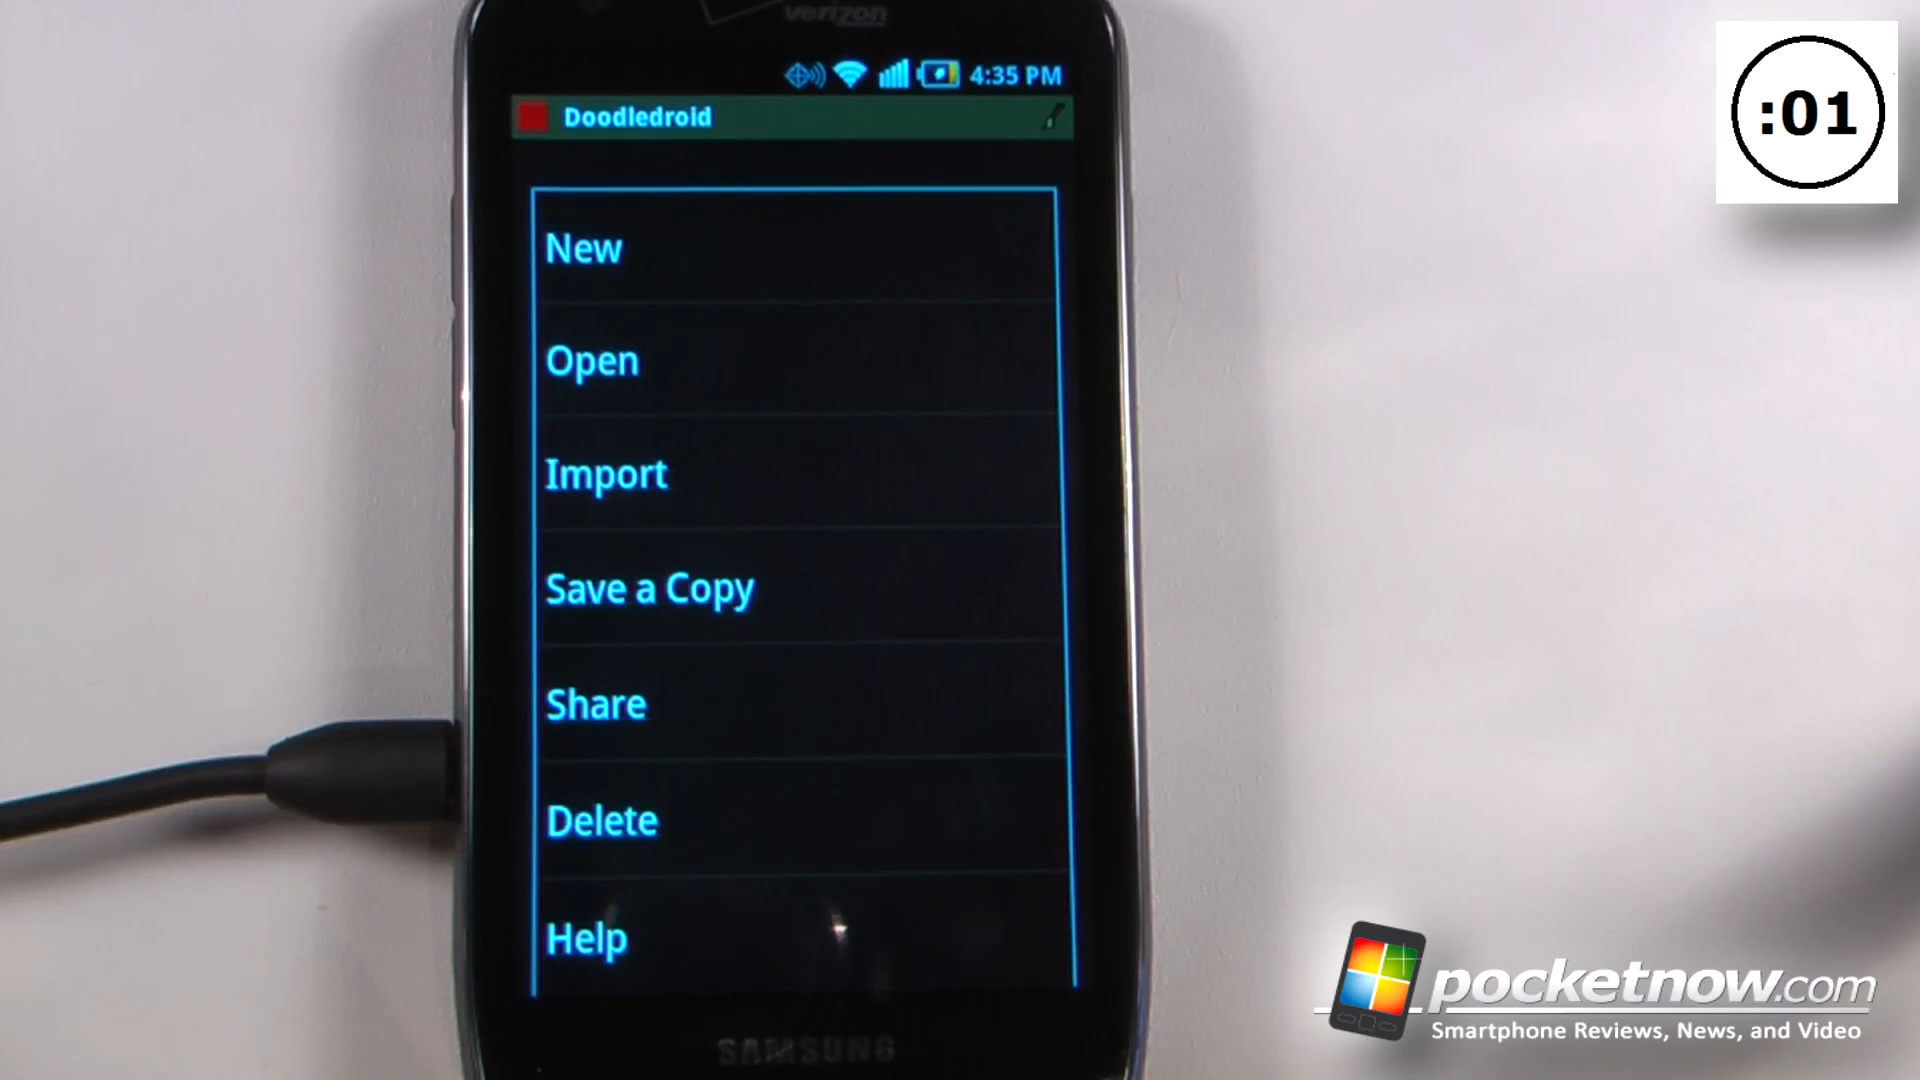 verizon
4:35 PM
:01
Doodledroid
New
Open
Import
Save a Copy
Share
Delete
Help
SAMSUNG
pocketnow.com
Smartphone Reviews, News, and Video